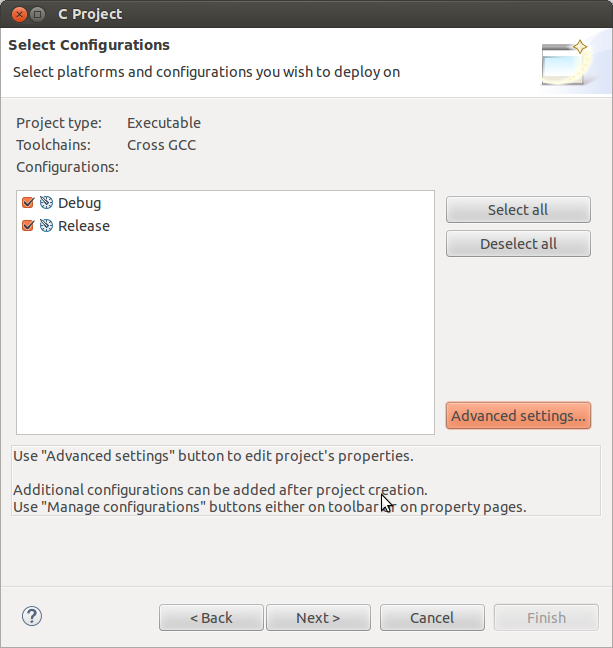 C Project
Select Configurations
Select platforms and configurations you wish to deploy on
Project type: Executable
Toolchains: Cross GCC
Configurations:
Debug
Release
Select all
Deselect all
Advanced settings...
Use "Advanced settings" button to edit project's properties.
Additional configurations can be added after project creation.
Use "Manage configurations" buttons either on toolbar or on property pages.
?
< Back
Next >
Cancel
Finish